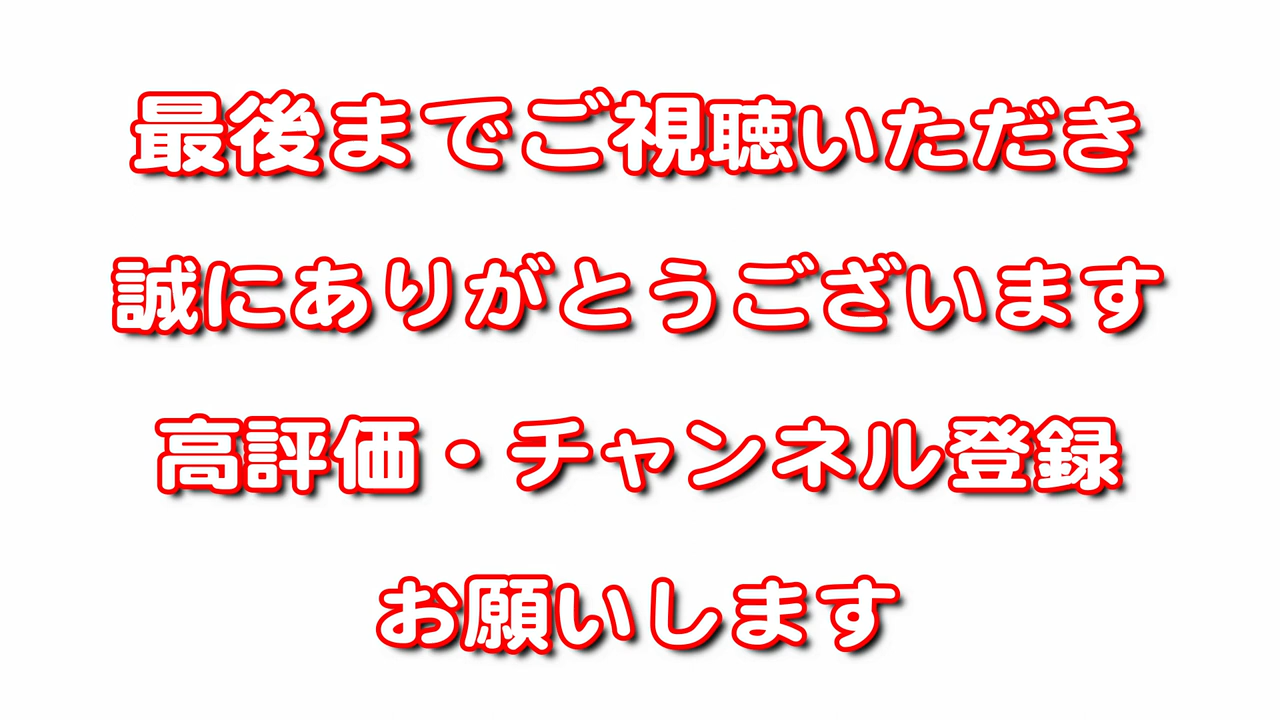 最後までご視聴いただき
誠にありがとうございます
高評価・チャンネル登録
お願いします